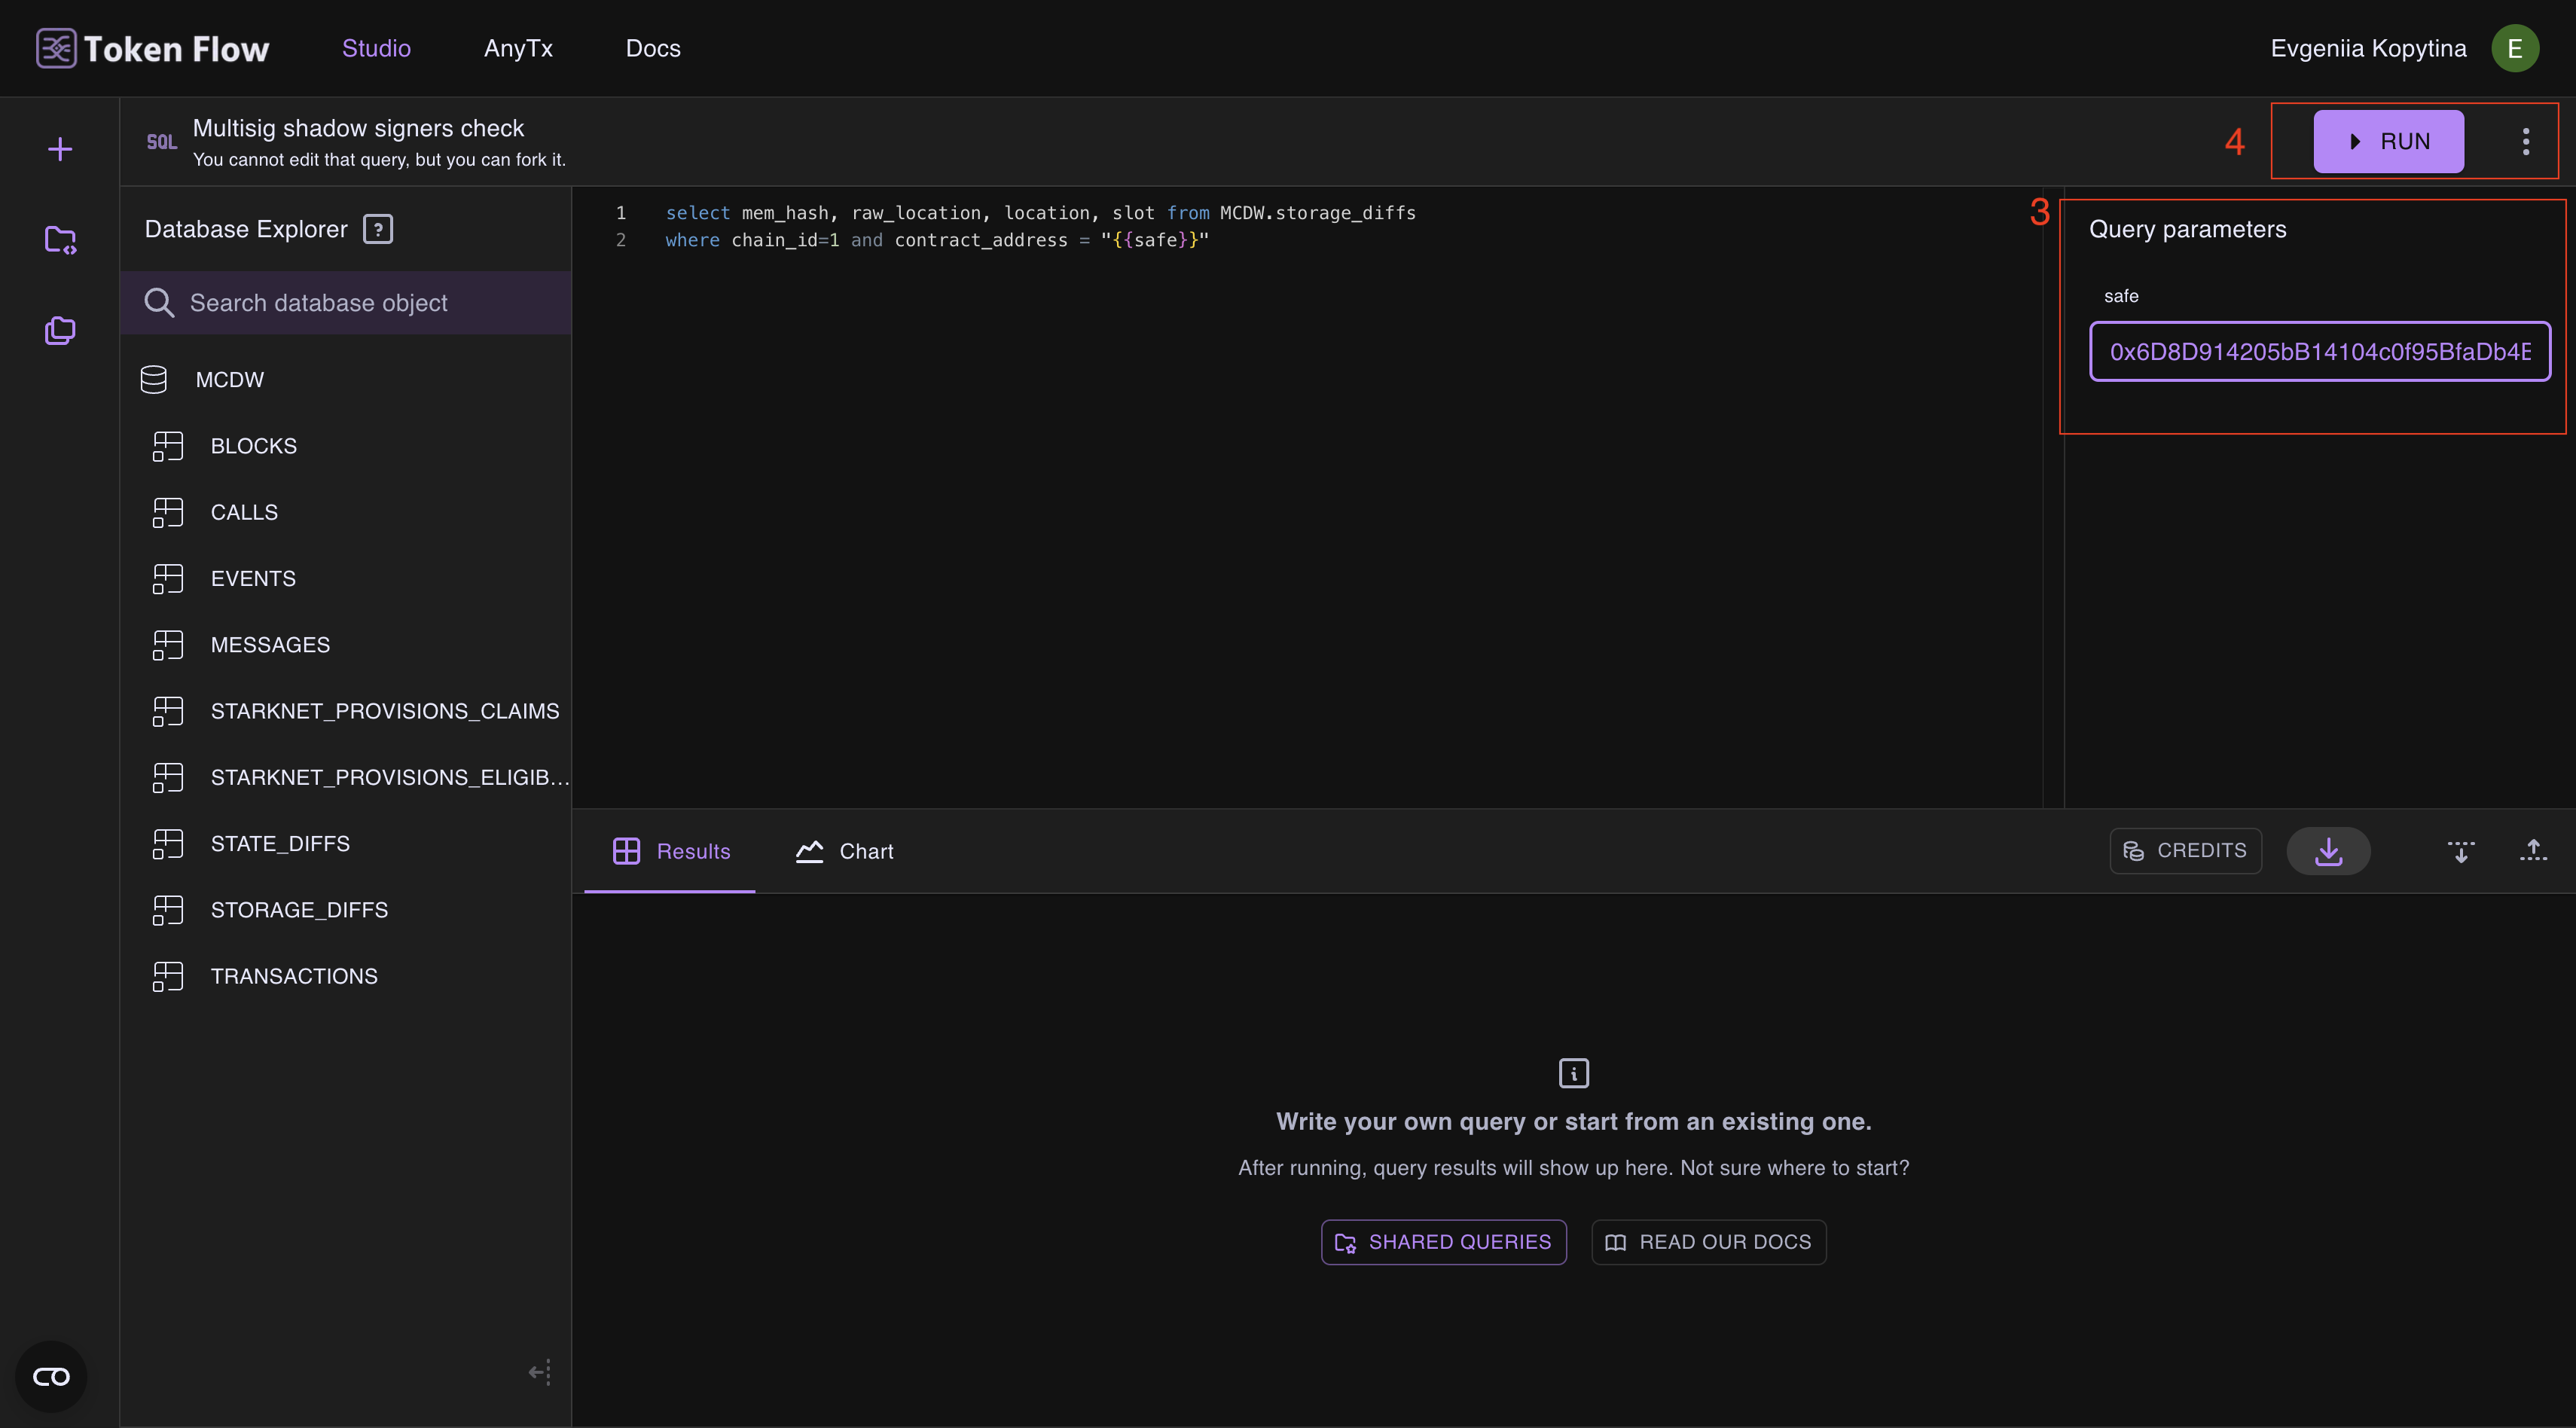 Token Flow
Studio
AnyTx
Docs
Evgeniia Kopytina
E
SQL
Multisig shadow signers check
You cannot edit that query, but you can fork it.
4
RUN
Database Explorer
?
Search database object
MCDW
BLOCKS
CALLS
EVENTS
MESSAGES
STARKNET_PROVISIONS_CLAIMS
STARKNET_PROVISIONS_ELIGIB...
STATE_DIFFS
STORAGE_DIFFS
TRANSACTIONS
1 select mem_hash, raw_location, location, slot from MCDW.storage_diffs
2 where chain_id=1 and contract_address = "{{safe}}"
3
Query parameters
safe
0x6D8D914205bB14104c0f95BfaDb4E
Results
Chart
CREDITS
Write your own query or start from an existing one.
After running, query results will show up here. Not sure where to start?
SHARED QUERIES
READ OUR DOCS